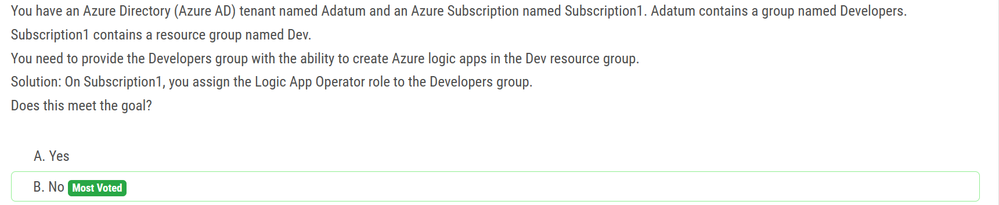 You have an Azure Directory (Azure AD) tenant named Adatum and an Azure Subscription named Subscription1. Adatum contains a group named Developers.
Subscription1 contains a resource group named Dev.
You need to provide the Developers group with the ability to create Azure logic apps in the Dev resource group.
Solution: On Subscription1, you assign the Logic App Operator role to the Developers group.
Does this meet the goal?
A. Yes
B. No Most Voted